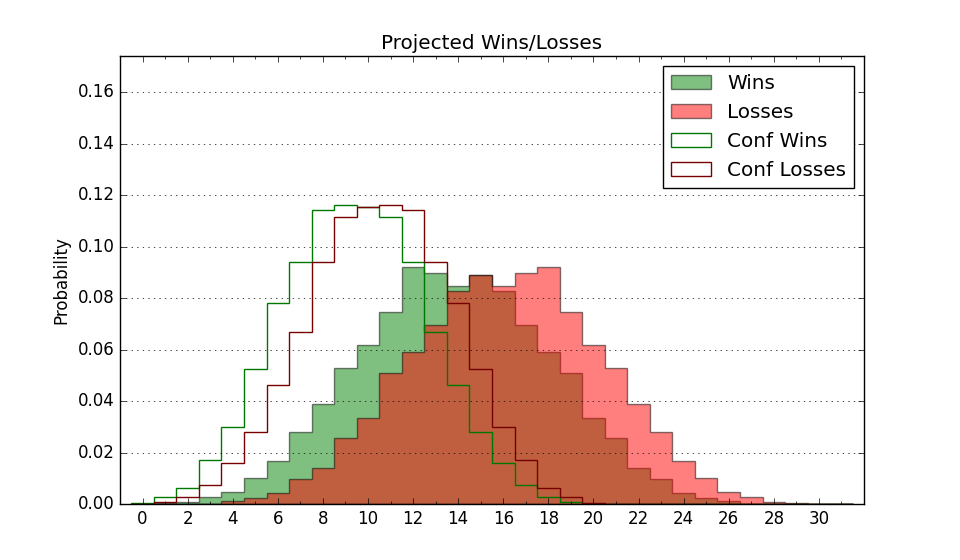 Projected Wins/Losses
Wins
Losses
Conf Wins
Conf Losses
Probability
0.16
0.14
0.12
0.10
0.08
0.06
0.04
0.02
0.00
0 2 4 6 8 10 12 14 16 18 20 22 24 26 28 30